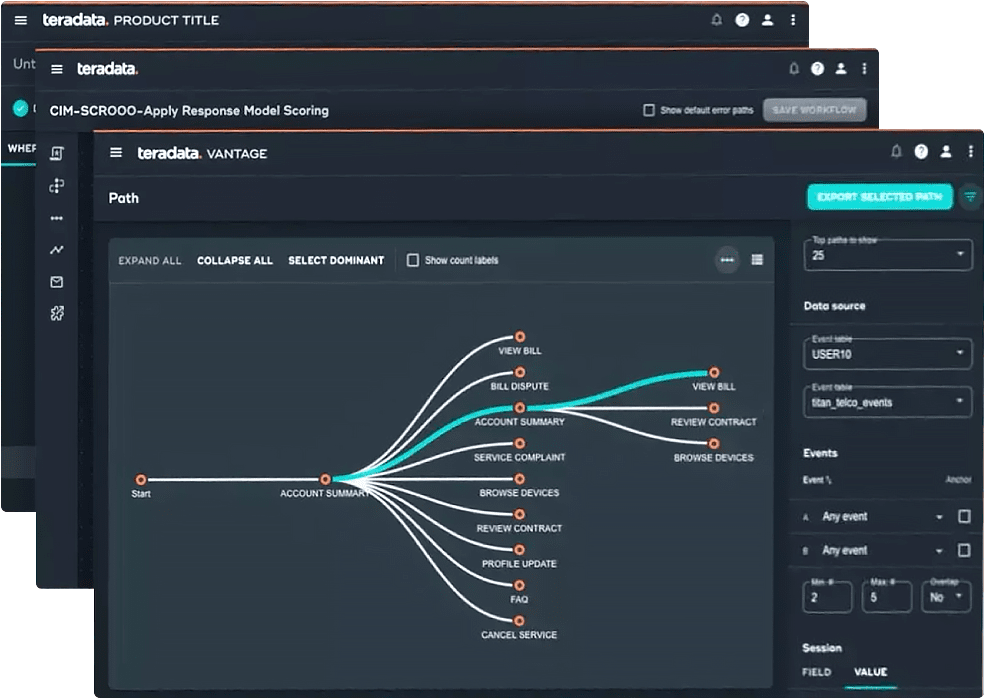 teradata. PRODUCT TITLE
Unt
teradata.
CIM-SCR000-Apply Response Model Scoring
Show default error paths
SAVE WORKFLOW
WHER
teradata. VANTAGE
Path
EXPORT SELECTED PATH
EXPAND ALL COLLAPSE ALL SELECT DOMINANT Show count labels
Top paths to show
25
Data source
Event table
USER10
Event table
titan_telco_events
Events
Event Anchor
A Any event
B Any event
Min. # Max. # Overlap
2 5 No
Session
FIELD VALUE
Start
ACCOUNT SUMMARY
VIEW BILL
BILL DISPUTE
ACCOUNT SUMMARY
SERVICE COMPLAINT
BROWSE DEVICES
REVIEW CONTRACT
PROFILE UPDATE
FAQ
CANCEL SERVICE
VIEW BILL
REVIEW CONTRACT
BROWSE DEVICES